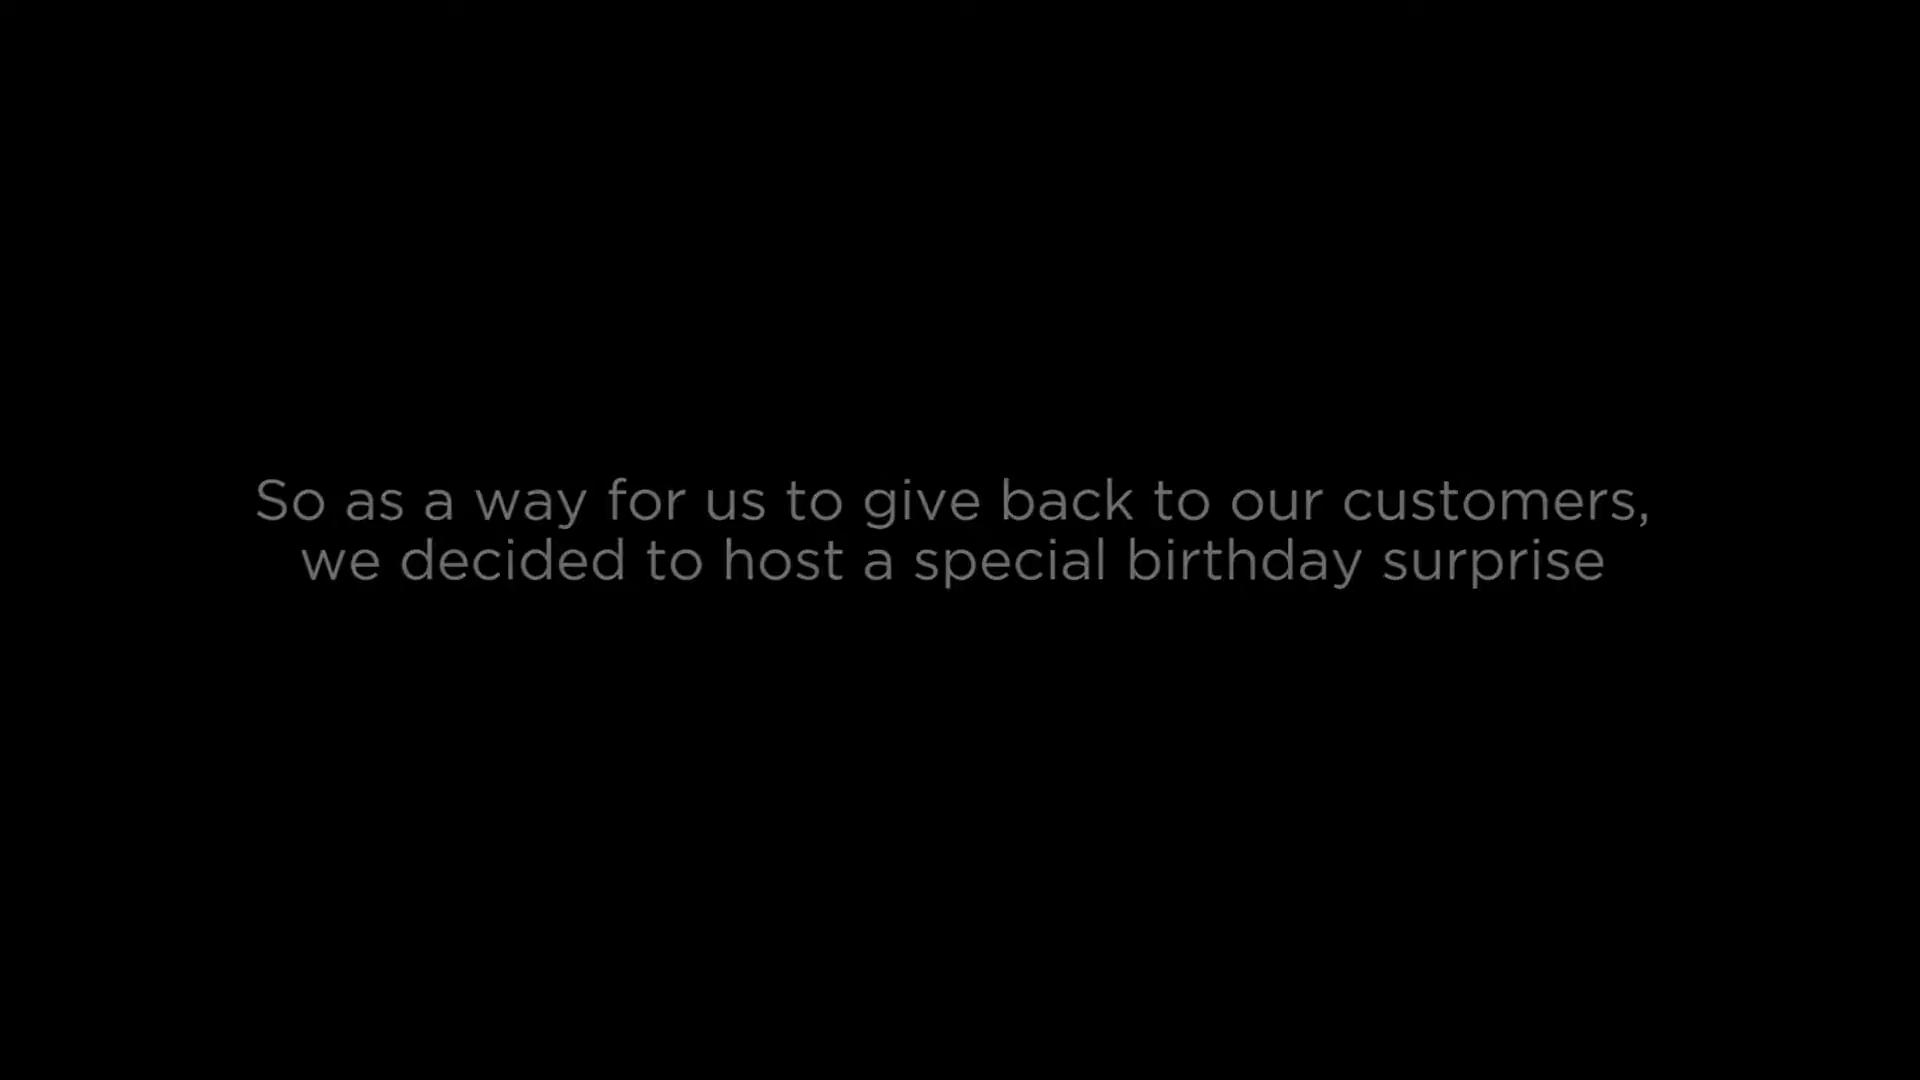 So as a way for us to give back to our customers,
we decided to host a special birthday surprise